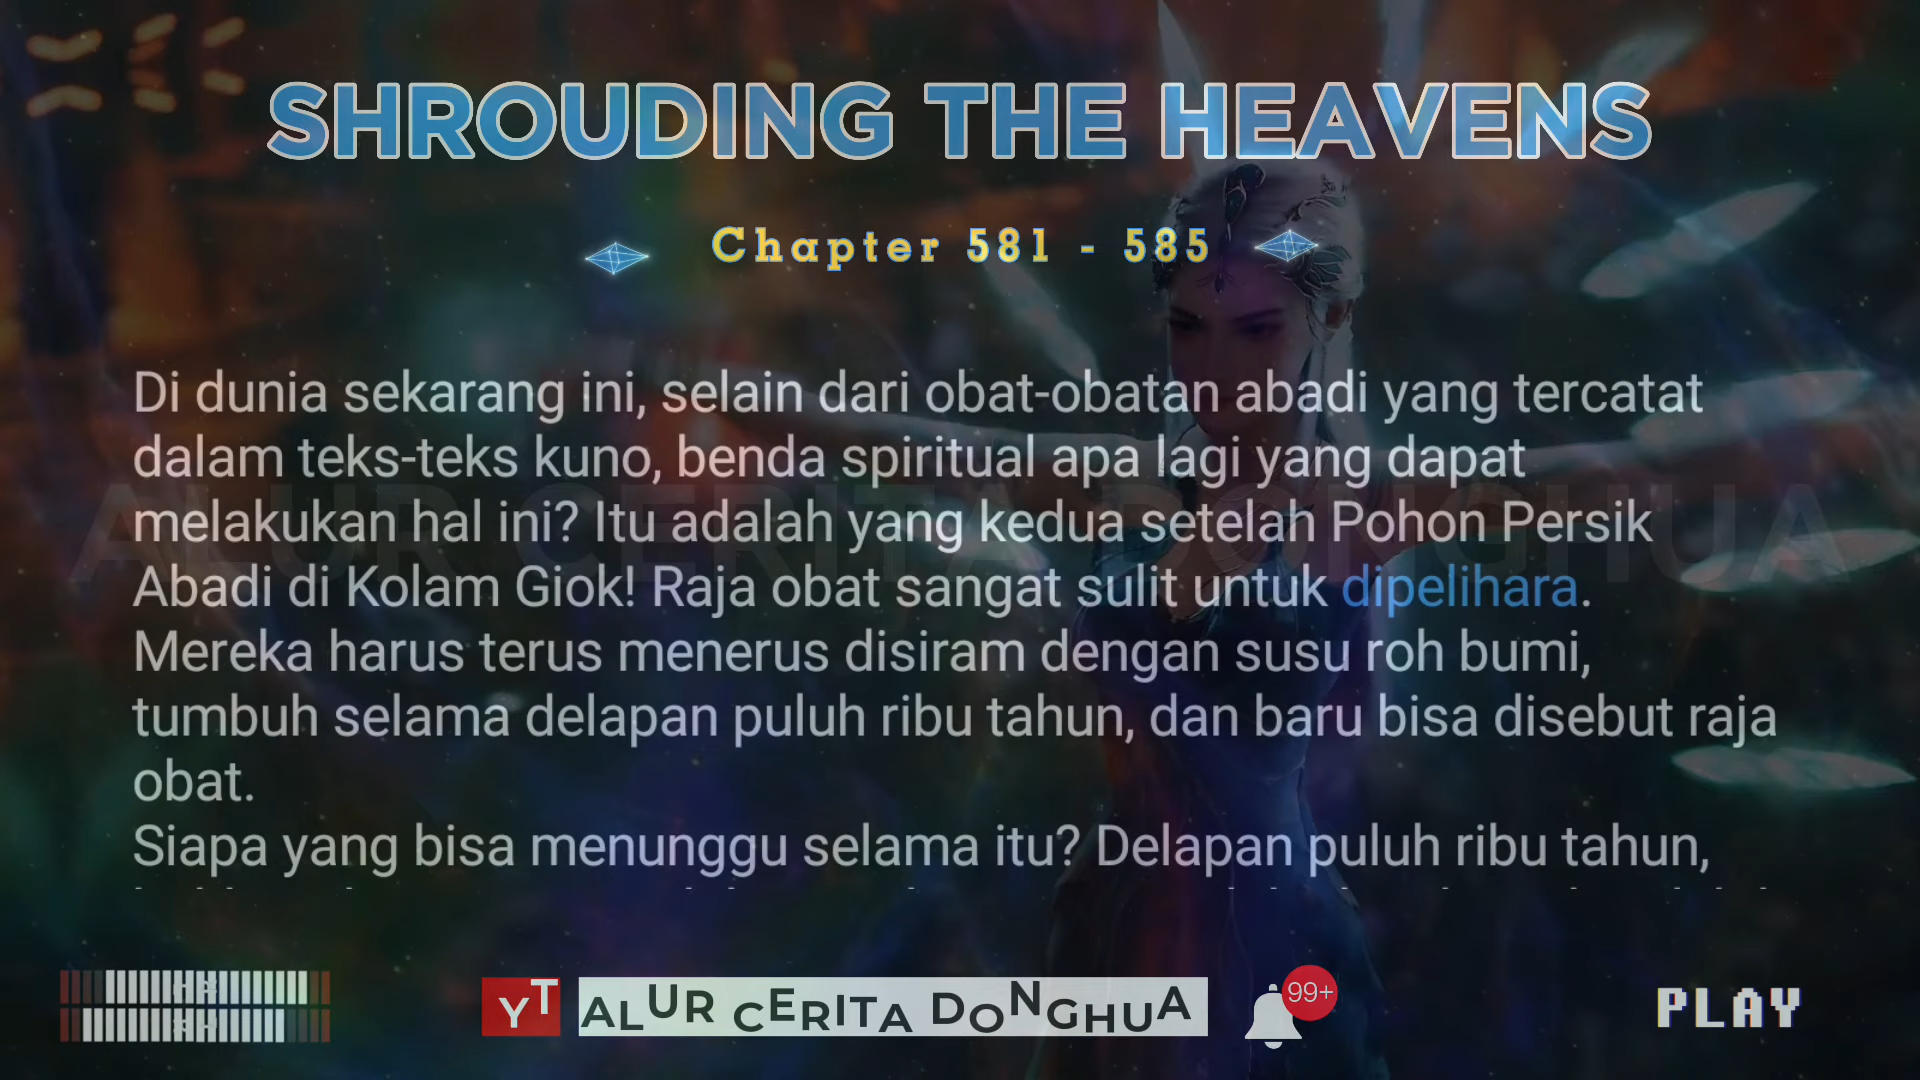 SHROUDING THE HEAVENS
Chapter 581 - 585
Di dunia sekarang ini, selain dari obat-obatan abadi yang tercatat
dalam teks-teks kuno, benda spiritual apa lagi yang dapat
melakukan hal ini? Itu adalah yang kedua setelah Pohon Persik
Abadi di Kolam Giok! Raja obat sangat sulit untuk dipelihara.
Mereka harus terus menerus disiram dengan susu roh bumi,
tumbuh selama delapan puluh ribu tahun, dan baru bisa disebut raja
obat.
Siapa yang bisa menunggu selama itu? Delapan puluh ribu tahun,
ALUR CERITA DONGHUA
YT ALUR CERITA DONGHUA
99+
PLAY